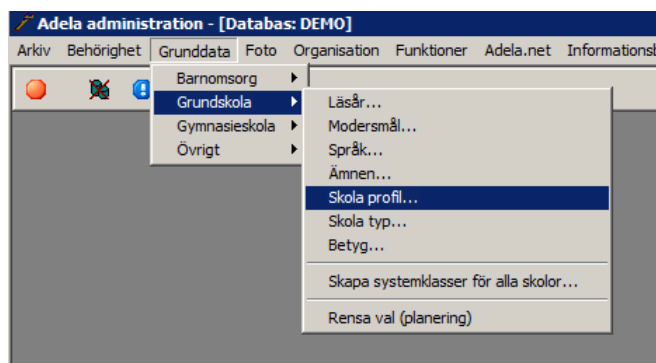 Adela administration - [Databas: DEMO]
Arkiv Behörighet Grunddata Foto Organisation Funktioner Adela.net
Barnomsorg
Grundskola
Gymnasieskola
Övrigt
Läsår...
Modersmål...
Språk...
Ämnen...
Skola profil...
Skola typ...
Betyg...
Skapa systemklasser för alla skolor...
Rensa val (planering)